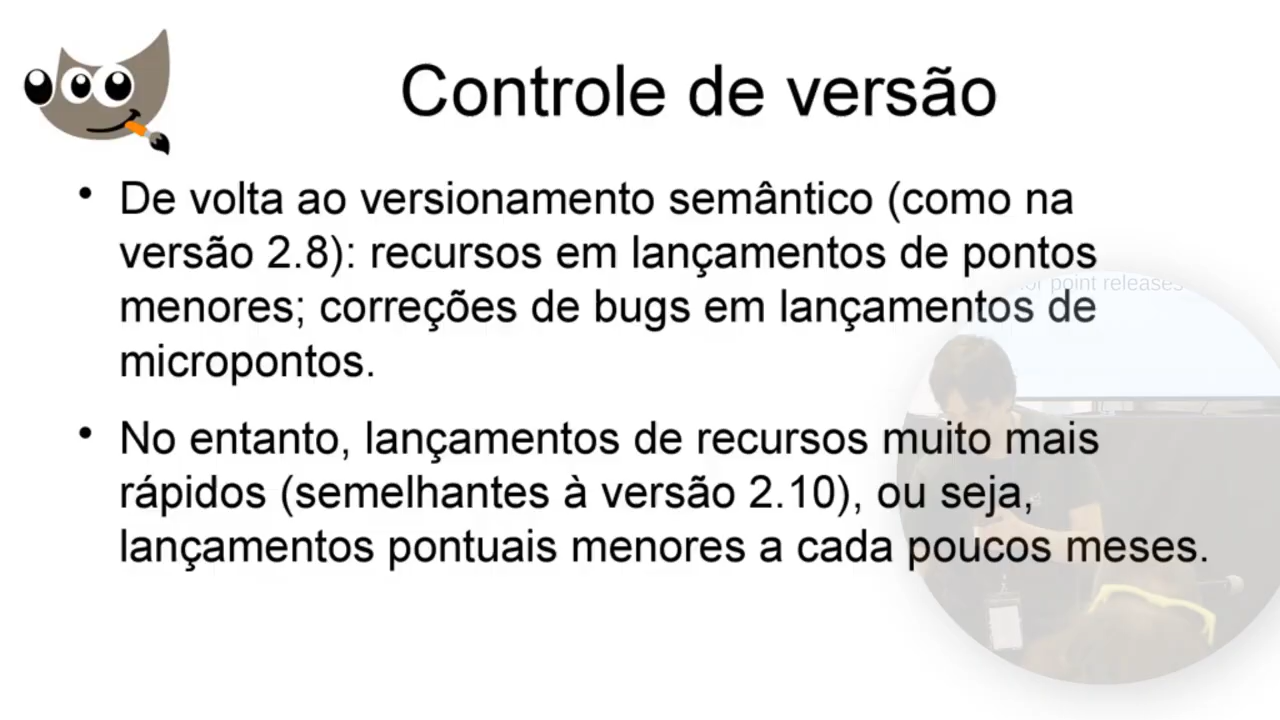 Controle de versão
• De volta ao versionamento semântico (como na
versão 2.8): recursos em lançamentos de pontos
menores; correções de bugs em lançamentos de
micropontos.
point releases
• No entanto, lançamentos de recursos muito mais
rápidos (semelhantes à versão 2.10), ou seja,
lançamentos pontuais menores a cada poucos meses.